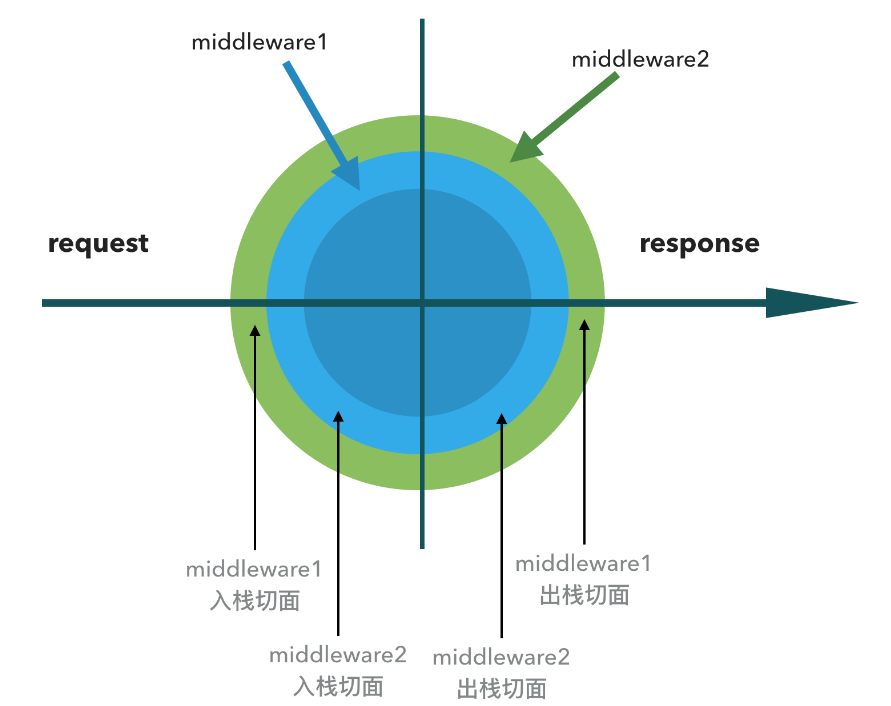 middleware1
middleware2
request
response
middleware1
入栈切面
middleware1
出栈切面
middleware2
入栈切面
middleware2
出栈切面